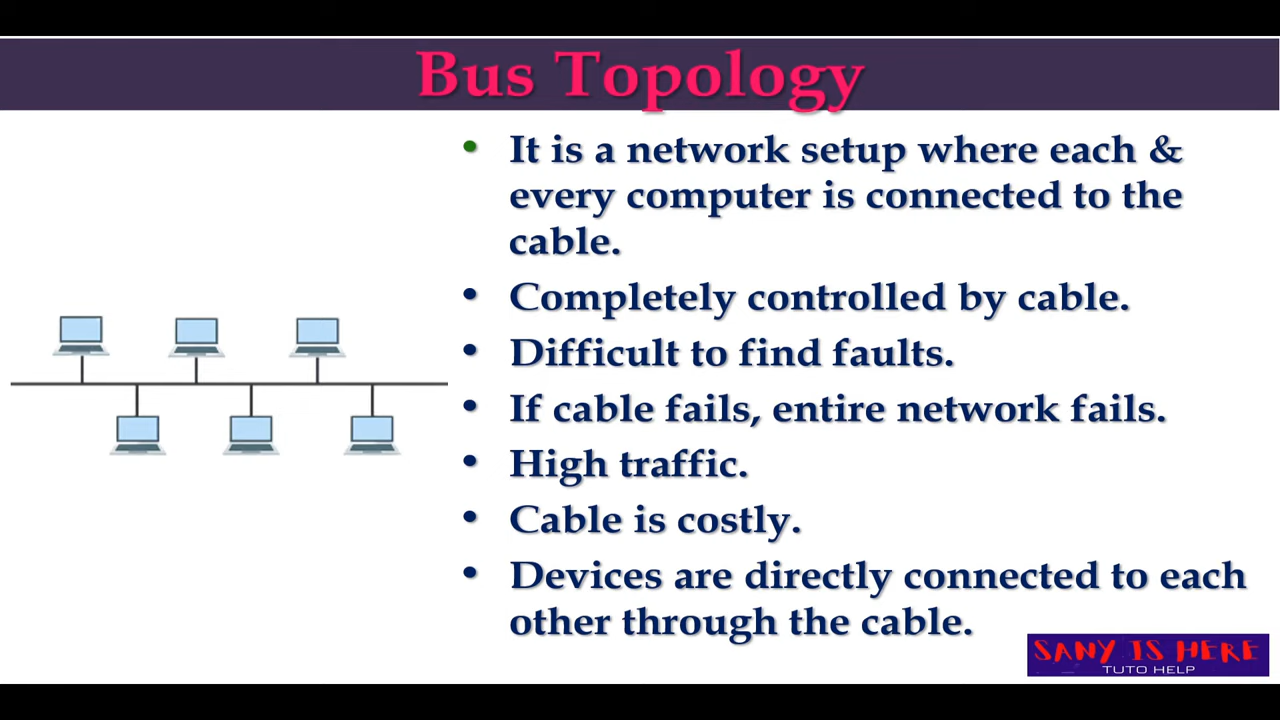 Bus Topology
• It is a network setup where each &
every computer is connected to the
cable.
• Completely controlled by cable.
• Difficult to find faults.
• If cable fails, entire network fails.
• High traffic.
• Cable is costly.
• Devices are directly connected to each
other through the cable.
SANY IS HERE
TUTO HELP